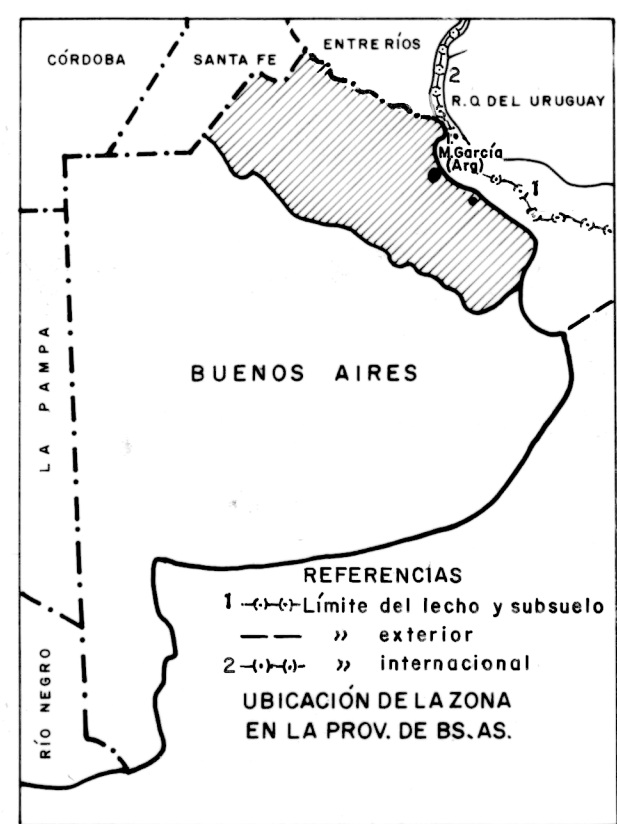 ENTRE RÍOS
CÓRDOBA
SANTA FE
2
R.O. DEL URUGUAY
M. García
(Arg)
1
BUENOS AIRES
LA PAMPA
RÍO NEGRO
REFERENCIAS
1 Límite del lecho y subsuelo
” exterior
2 ” internacional
UBICACIÓN DE LA ZONA
EN LA PROV. DE BS. AS.